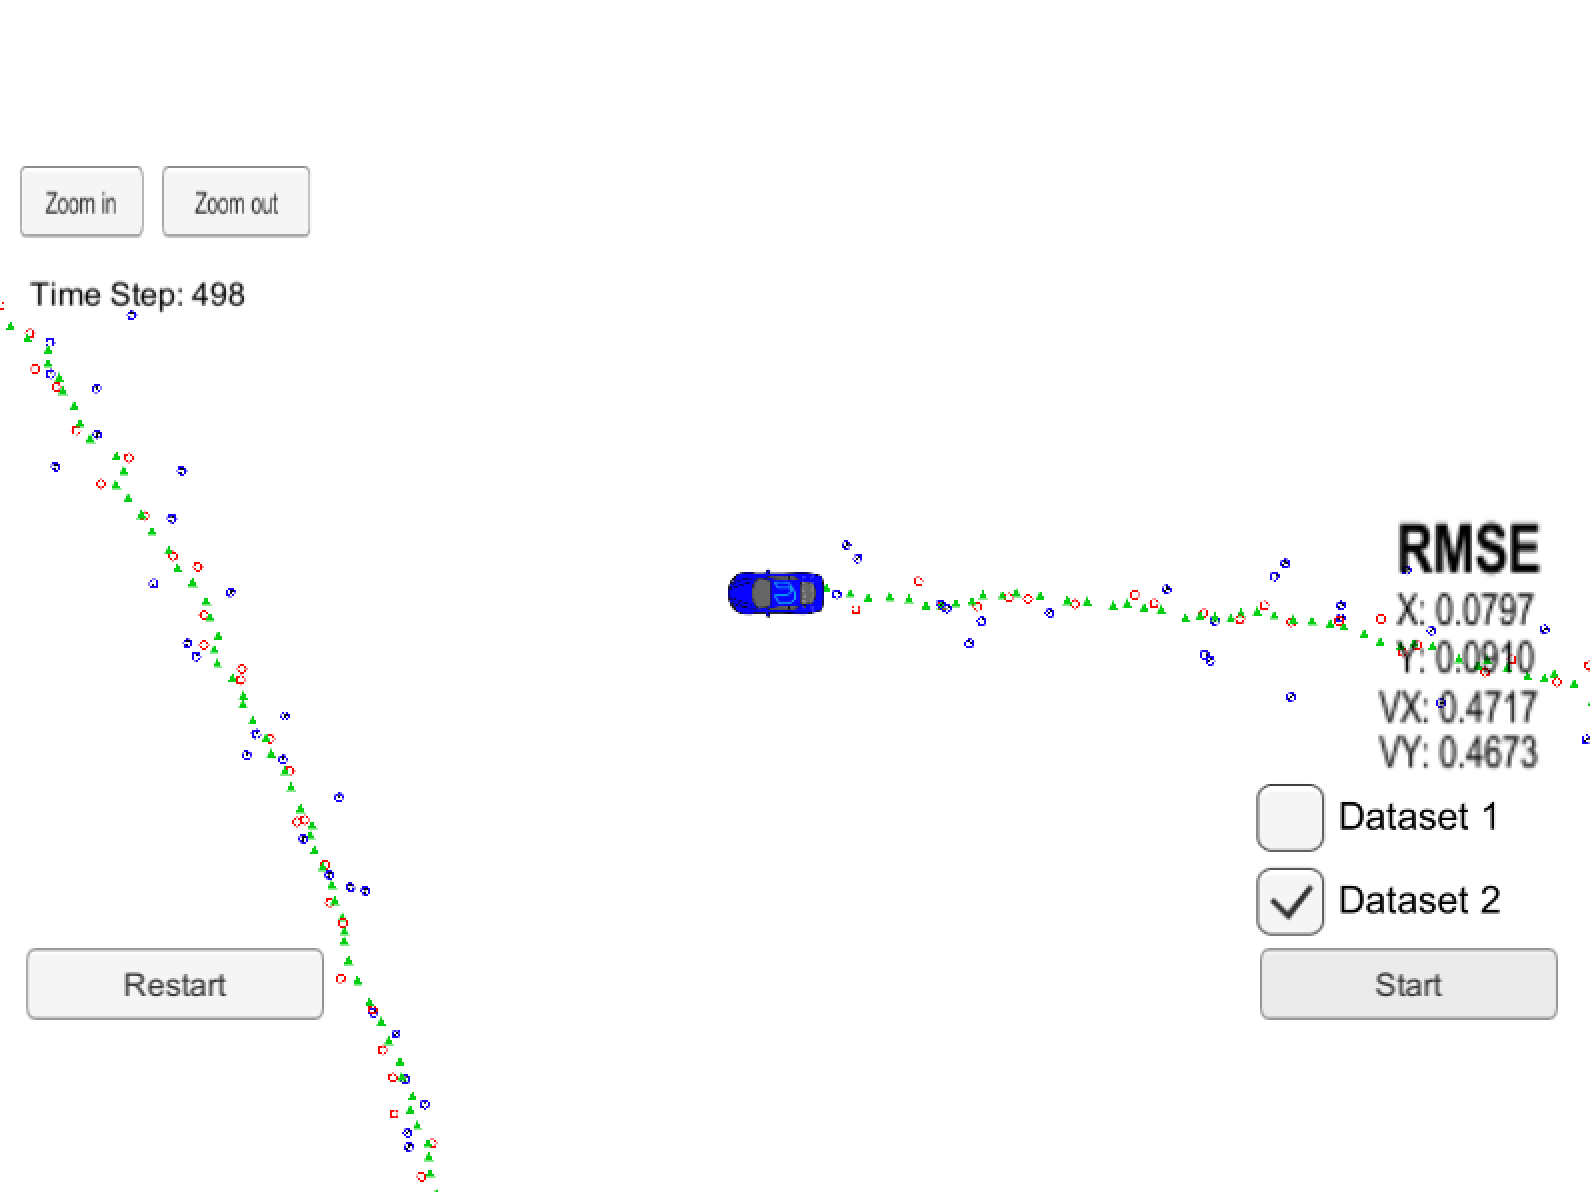 Zoom in
Zoom out
Time Step: 498
RMSE
X: 0.0797
Y: 0.0910
VX: 0.4717
VY: 0.4673
Dataset 1
Dataset 2
Restart
Start